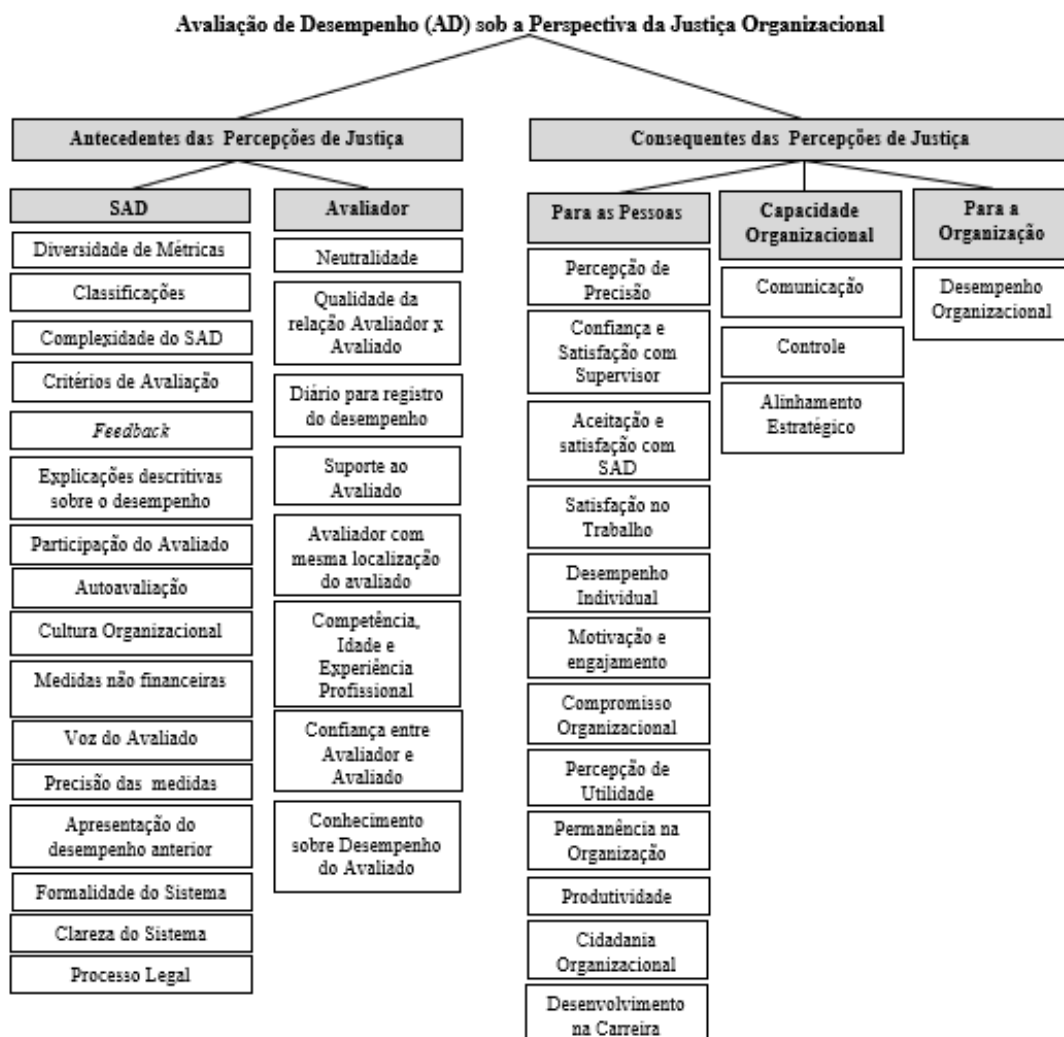 Avaliação de Desempenho (AD) sob a Perspectiva da Justiça Organizacional
Antecedentes das Percepções de Justiça
Consequentes das Percepções de Justiça
SAD
Diversidade de Métricas
Classificações
Complexidade do SAD
Critérios de Avaliação
Feedback
Explicações descritivas
sobre o desempenho
Participação do Avaliado
Autoavaliação
Cultura Organizacional
Medidas não financeiras
Voz do Avaliado
Precisão das medidas
Apresentação do
desempenho anterior
Formalidade do Sistema
Clareza do Sistema
Processo Legal
Avaliador
Neutralidade
Qualidade da
relação Avaliador x
Avaliado
Diário para registro
do desempenho
Suporte ao
Avaliado
Avaliador com
mesma localização
do avaliado
Competência,
Idade e
Experiência
Profissional
Confiança entre
Avaliador e
Avaliado
Conhecimento
sobre Desempenho
do Avaliado
Para as Pessoas
Percepção de
Precisão
Confiança e
Satisfação com
Supervisor
Aceitação e
satisfação com
SAD
Satisfação no
Trabalho
Desempenho
Individual
Motivação e
engajamento
Compromisso
Organizacional
Percepção de
Utilidade
Permanência na
Organização
Produtividade
Cidadania
Organizacional
Desenvolvimento
na Carreira
Capacidade
Organizacional
Comunicação
Controle
Alinhamento
Estratégico
Para a
Organização
Desempenho
Organizacional